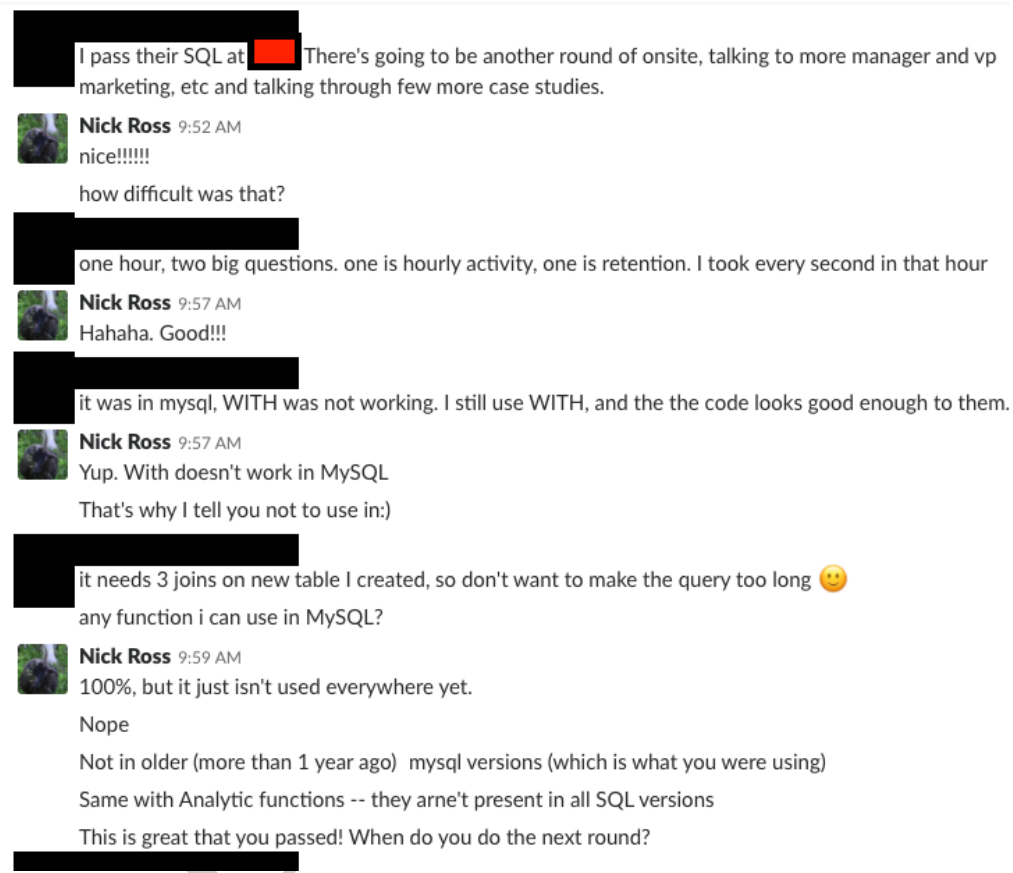 I pass their SQL at There's going to be another round of onsite, talking to more manager and vp
marketing, etc and talking through few more case studies.
Nick Ross 9:52 AM
nice!!!!!!
how difficult was that?
one hour, two big questions. one is hourly activity, one is retention. I took every second in that hour
Nick Ross 9:57 AM
Hahaha. Good!!!
it was in mysql, WITH was not working. I still use WITH, and the the code looks good enough to them.
Nick Ross 9:57 AM
Yup. With doesn't work in MySQL
That's why I tell you not to use in:)
it needs 3 joins on new table I created, so don't want to make the query too long 🙂
any function i can use in MySQL?
Nick Ross 9:59 AM
100%, but it just isn't used everywhere yet.
Nope
Not in older (more than 1 year ago) mysql versions (which is what you were using)
Same with Analytic functions -- they arne't present in all SQL versions
This is great that you passed! When do you do the next round?